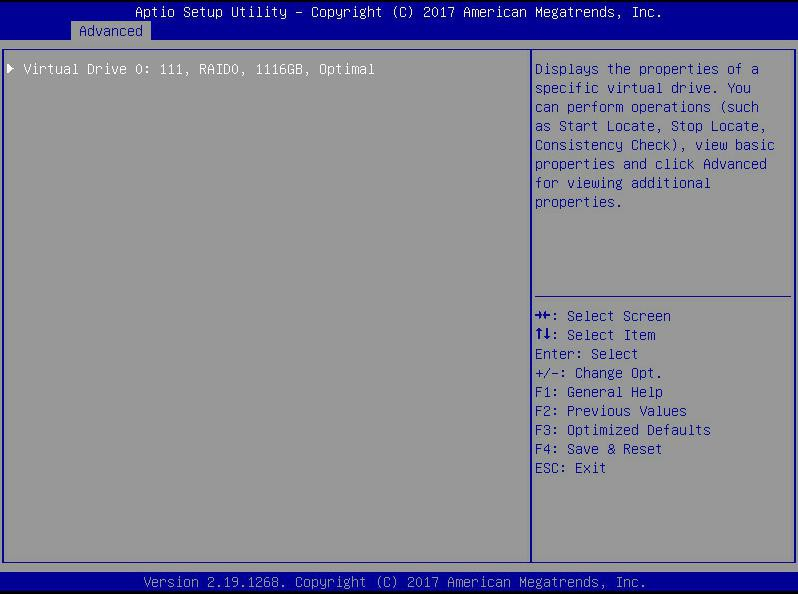 Aptio Setup Utility – Copyright (C) 2017 American Megatrends, Inc.
Advanced
Virtual Drive 0: 111, RAID0, 1116GB, Optimal
Displays the properties of a
specific virtual drive. You
can perform operations (such
as Start Locate, Stop Locate,
Consistency Check), view basic
properties and click Advanced
for viewing additional
properties.
→←: Select Screen
↑↓: Select Item
Enter: Select
+/-: Change Opt.
F1: General Help
F2: Previous Values
F3: Optimized Defaults
F4: Save & Reset
ESC: Exit
Version 2.19.1268. Copyright (C) 2017 American Megatrends, Inc.